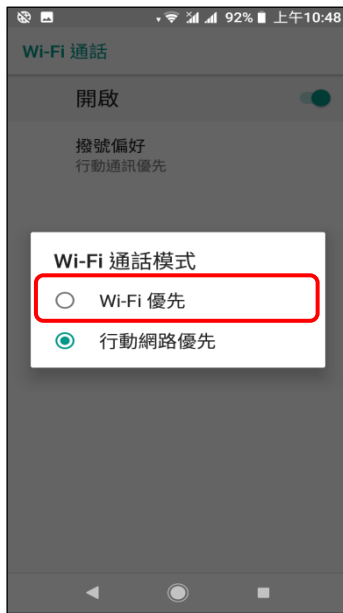 92% 上午10:48
Wi-Fi 通話
開啟
撥號偏好
行動通訊優先
Wi-Fi 通話模式
Wi-Fi 優先
行動網路優先